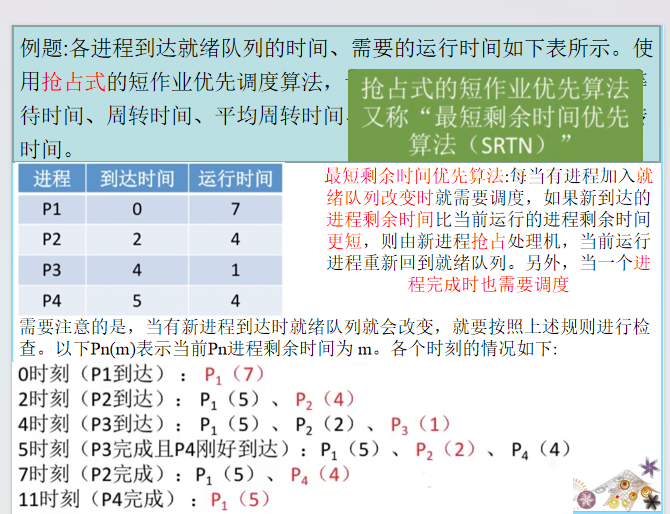 例题:各进程到达就绪队列的时间、需要的运行时间如下表所示。使
用抢占式的短作业优先调度算法，
待时间、周转时间、平均周转时间
时间。
抢占式的短作业优先算法
又称“最短剩余时间优先
算法（SRTN）”
进程 到达时间 运行时间
P1 0 7
P2 2 4
P3 4 1
P4 5 4
最短剩余时间优先算法:每当有进程加入就
绪队列改变时就需要调度，如果新到达的
进程剩余时间比当前运行的进程剩余时间
更短，则由新进程抢占处理机，当前运行
进程重新回到就绪队列。另外，当一个进
程完成时也需要调度
需要注意的是，当有新进程到达时就绪队列就会改变，就要按照上述规则进行检
查。以下Pn(m)表示当前Pn进程剩余时间为 m。各个时刻的情况如下:
0时刻（P1到达）：P₁（7）
2时刻（P2到达）：P₁（5）、P₂（4）
4时刻（P3到达）：P₁（5）、P₂（2）、P₃（1）
5时刻（P3完成且P4刚好到达）：P₁（5）、P₂（2）、P₄（4）
7时刻（P2完成）：P₁（5）、P₄（4）
11时刻（P4完成）：P₁（5）